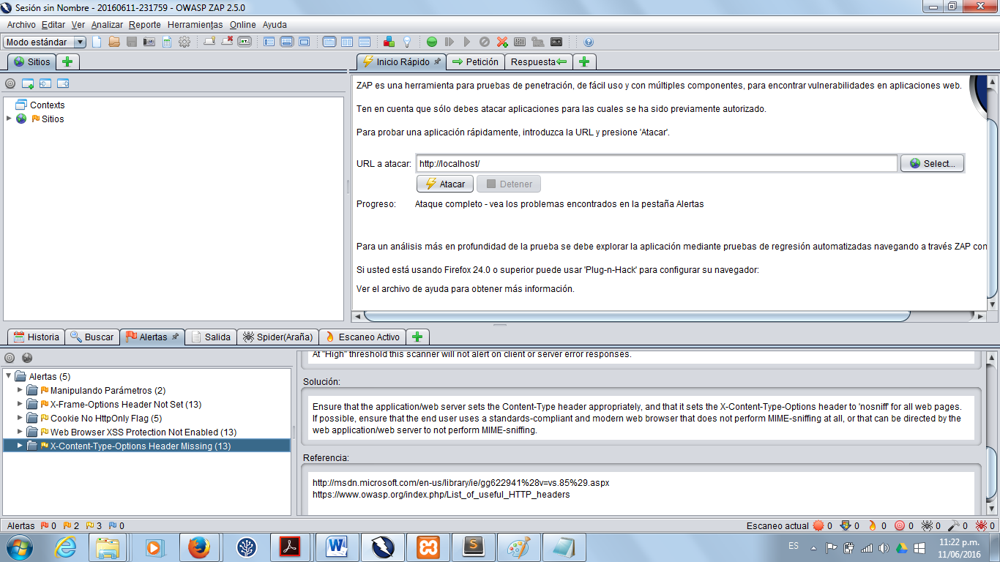 Sesión sin Nombre - 20160611-231759 - OWASP ZAP 2.5.0
Archivo Editar Ver Analizar Reporte Herramientas Online Ayuda
Modo estándar
Sitios
Inicio Rápido Petición Respuesta
Contexts
Sitios
ZAP es una herramienta para pruebas de penetración, de fácil uso y con múltiples componentes, para encontrar vulnerabilidades en aplicaciones web.
Ten en cuenta que sólo debes atacar aplicaciones para las cuales se ha sido previamente autorizado.
Para probar una aplicación rápidamente, introduzca la URL y presione 'Atacar'.
URL a atacar: http://localhost/ Select...
Atacar Detener
Progreso: Ataque completo - vea los problemas encontrados en la pestaña Alertas
Para un análisis más en profundidad de la prueba se debe explorar la aplicación mediante pruebas de regresión automatizadas navegando a través ZAP con
Si usted está usando Firefox 24.0 o superior puede usar 'Plug-n-Hack' para configurar su navegador:
Ver el archivo de ayuda para obtener más información.
Historia Buscar Alertas Salida Spider(Araña) Escaneo Activo
Alertas (5)
Manipulando Parámetros (2)
X-Frame-Options Header Not Set (13)
Cookie No HttpOnly Flag (5)
Web Browser XSS Protection Not Enabled (13)
X-Content-Type-Options Header Missing (13)
At "High" threshold this scanner will not alert on client or server error responses.
Solución:
Ensure that the application/web server sets the Content-Type header appropriately, and that it sets the X-Content-Type-Options header to 'nosniff' for all web pages.
If possible, ensure that the end user uses a standards-compliant and modern web browser that does not perform MIME-sniffing at all, or that can be directed by the
web application/web server to not perform MIME-sniffing.
Referencia:
http://msdn.microsoft.com/en-us/library/ie/gg622941%28v=vs.85%29.aspx
https://www.owasp.org/index.php/List_of_useful_HTTP_headers
Alertas 0 2 3 0 Escaneo actual 0 0 0 0 0 0 0
ES
11:22 p.m.
11/06/2016